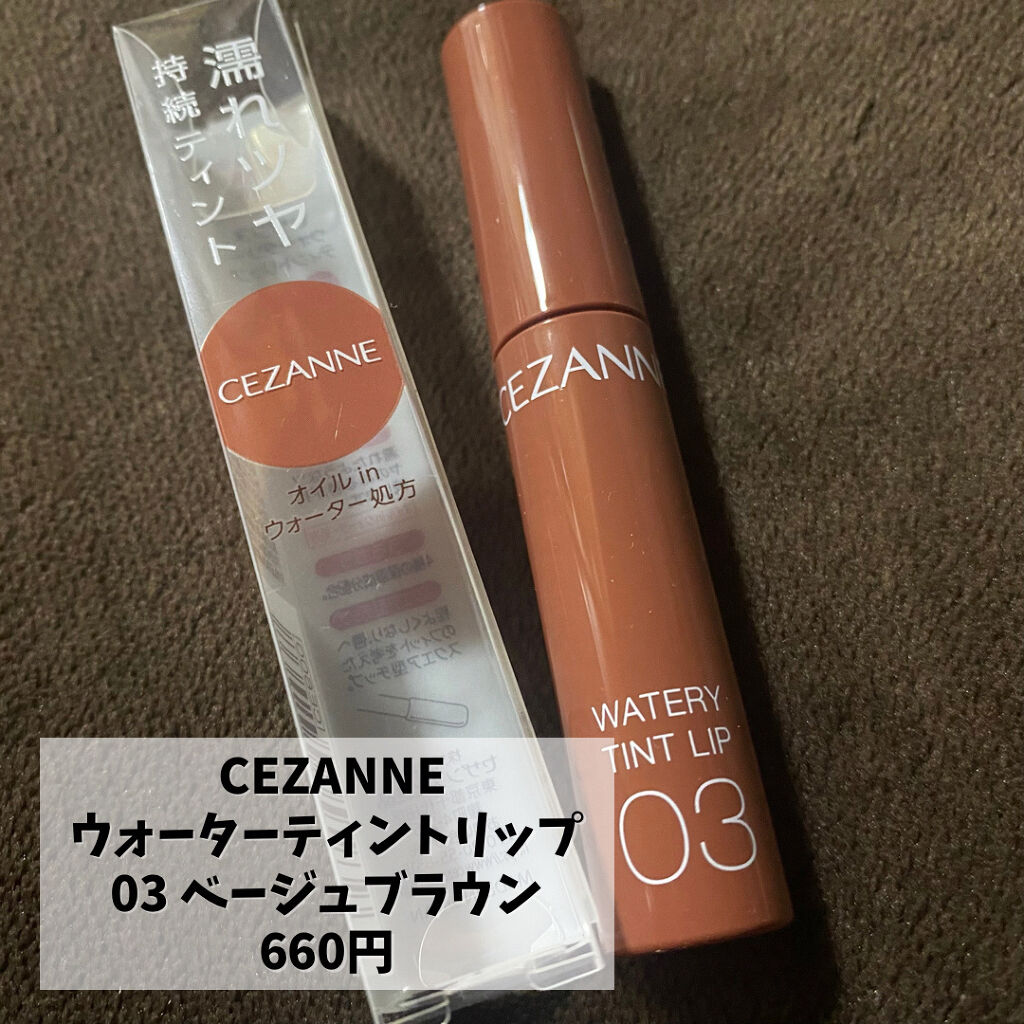 濡れツヤ
持続ティント
CEZANNE
オイル in
ウォーター処方
CEZANN
WATERY
TINT LIP
03
CEZANNE
ウォーターティントリップ
03 ベージュブラウン
660円